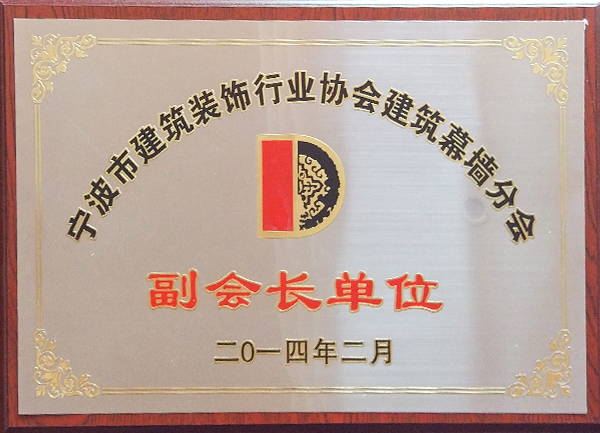 宁波市建筑装饰行业协会建筑幕墙分会
副会长单位
二〇一四年二月